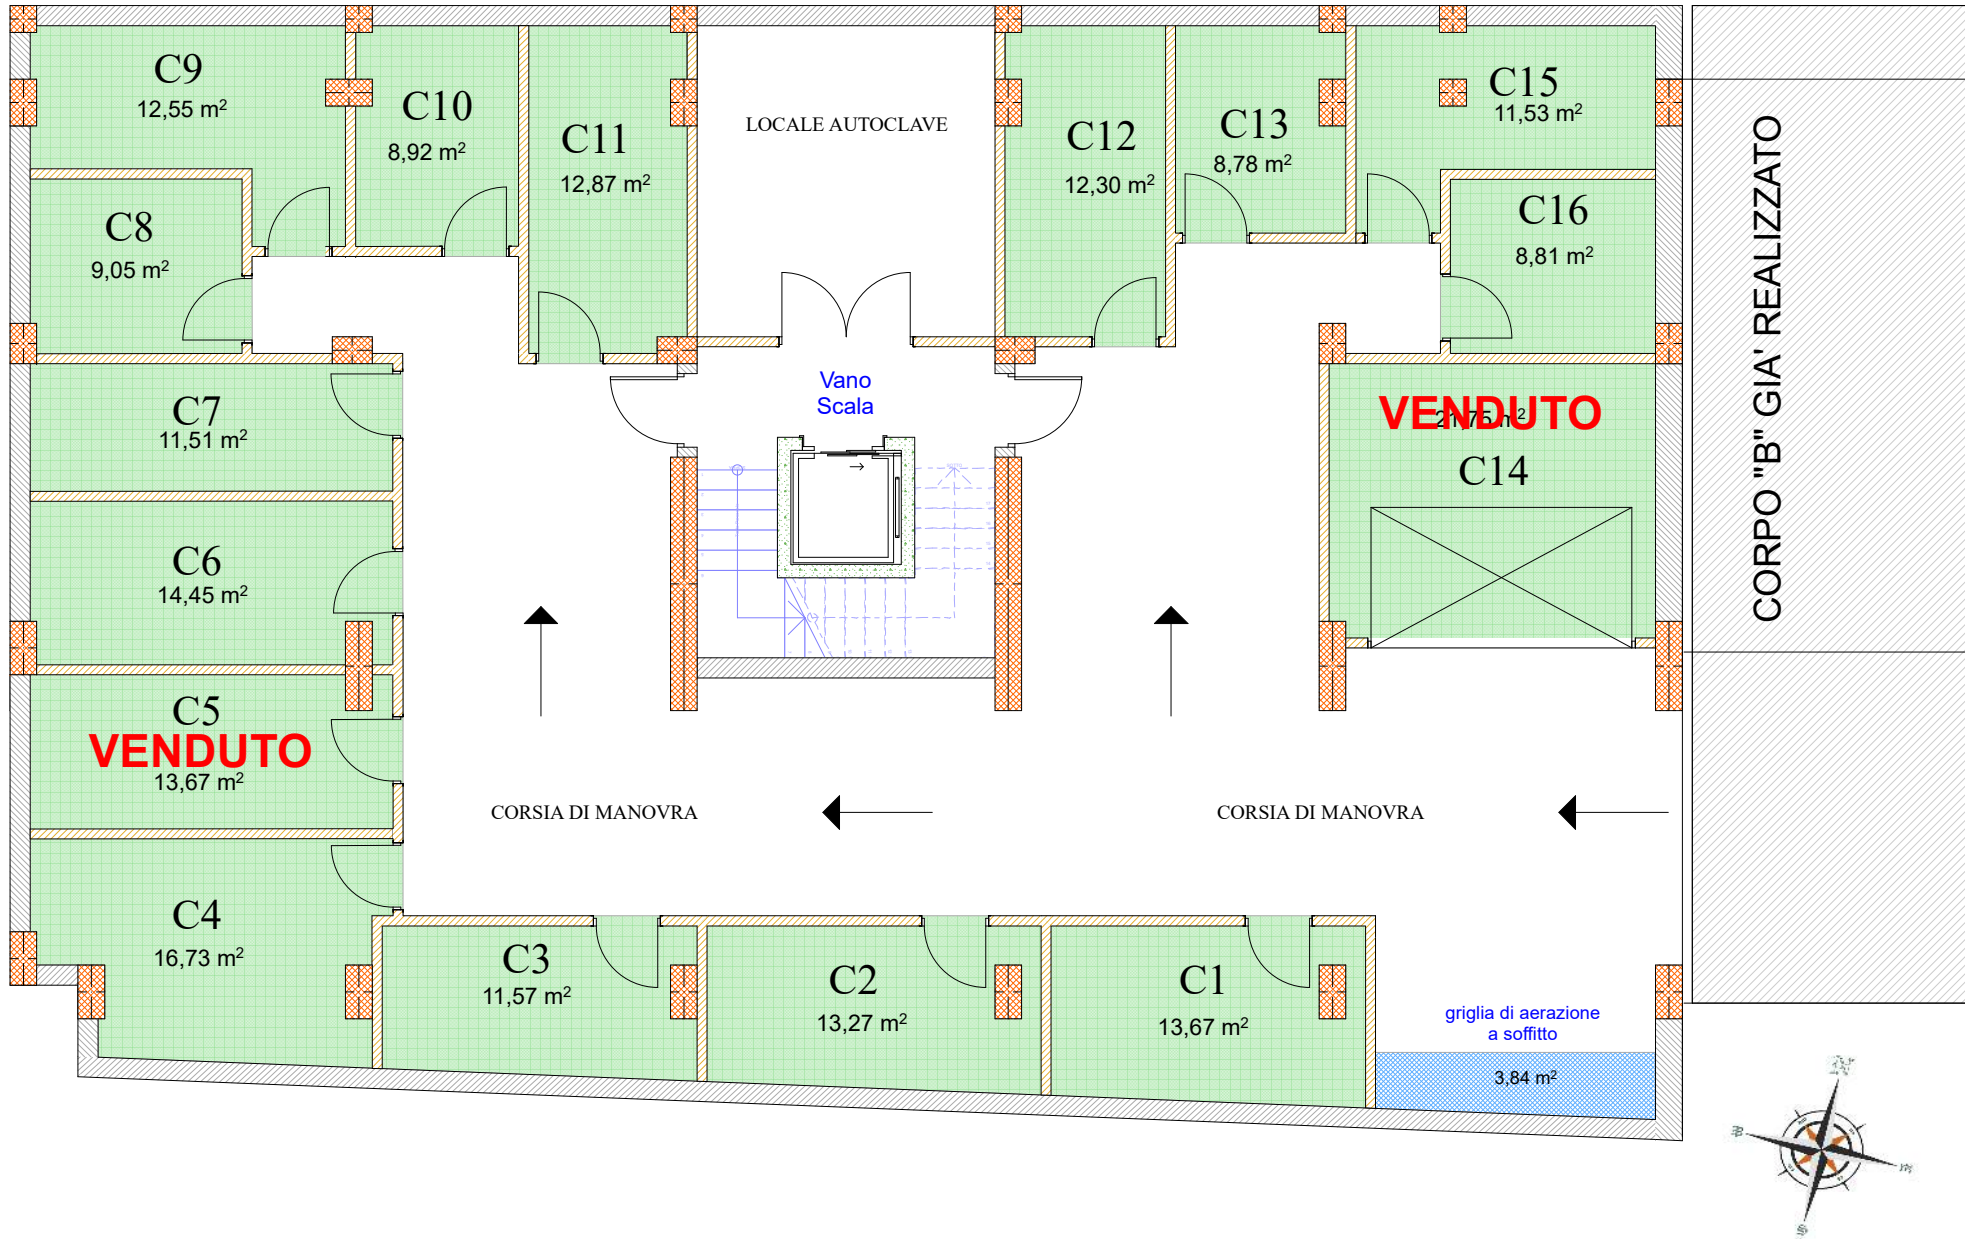 C9
12,55 m²
C10
8,92 m²
C11
12,87 m²
LOCALE AUTOCLAVE
C12
12,30 m²
C13
8,78 m²
C15
11,53 m²
C8
9,05 m²
C16
8,81 m²
CORPO "B" GIA' REALIZZATO
Vano
Scala
C7
11,51 m²
VENDUTO
21,75 m²
C14
C6
14,45 m²
C5
VENDUTO
13,67 m²
CORSIA DI MANOVRA
CORSIA DI MANOVRA
C4
16,73 m²
C3
11,57 m²
C2
13,27 m²
C1
13,67 m²
griglia di aerazione
a soffitto
3,84 m²